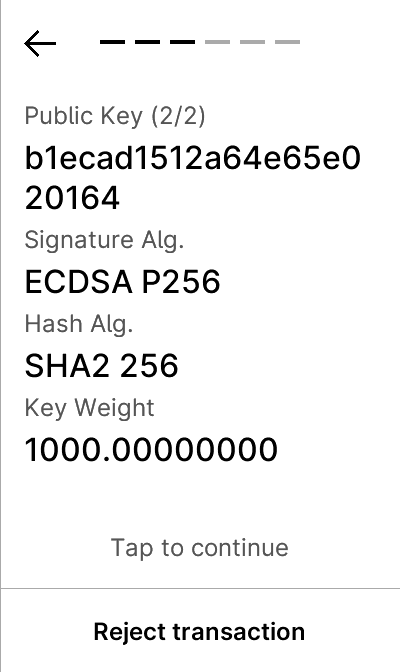 Public Key (2/2)
b1ecad1512a64e65e0
20164
Signature Alg.
ECDSA P256
Hash Alg.
SHA2 256
Key Weight
1000.00000000
Tap to continue
Reject transaction